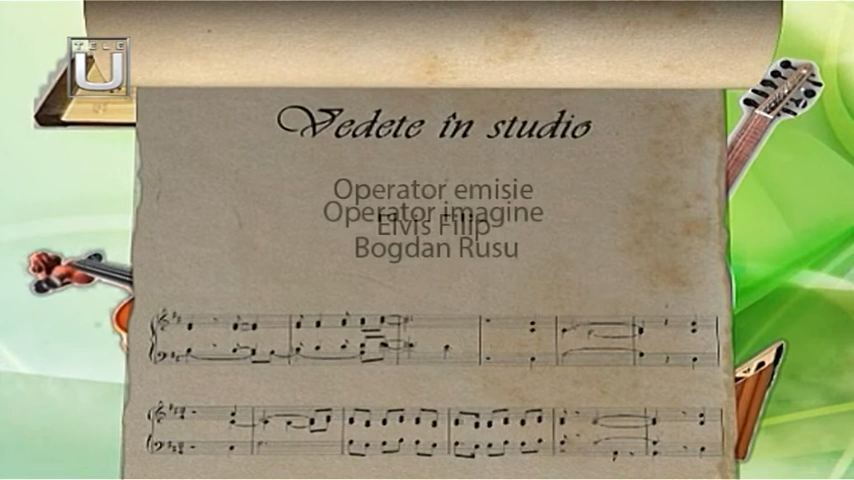 TELE
U
Vedete în studio
Operator emisie
Operator imagine
Elvis Filip
Bogdan Rusu